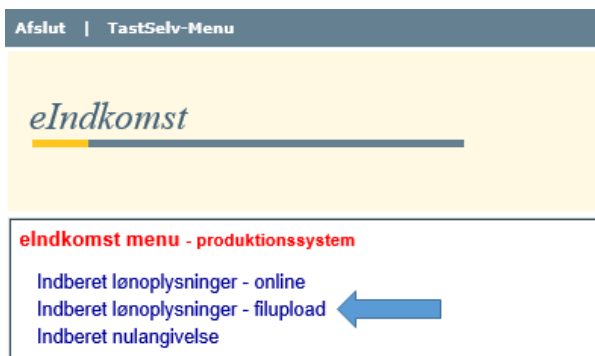 Afslut | TastSelv-Menu
eIndkomst
eIndkomst menu - produktionssystem
Indberet lønoplysninger - online
Indberet lønoplysninger - filupload
Indberet nulangivelse